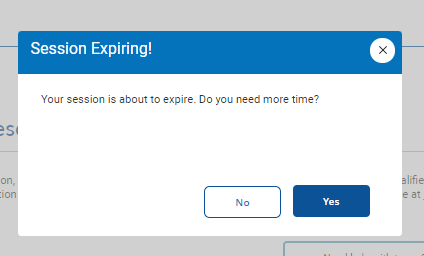 Session Expiring!
Your session is about to expire. Do you need more time?
No
Yes